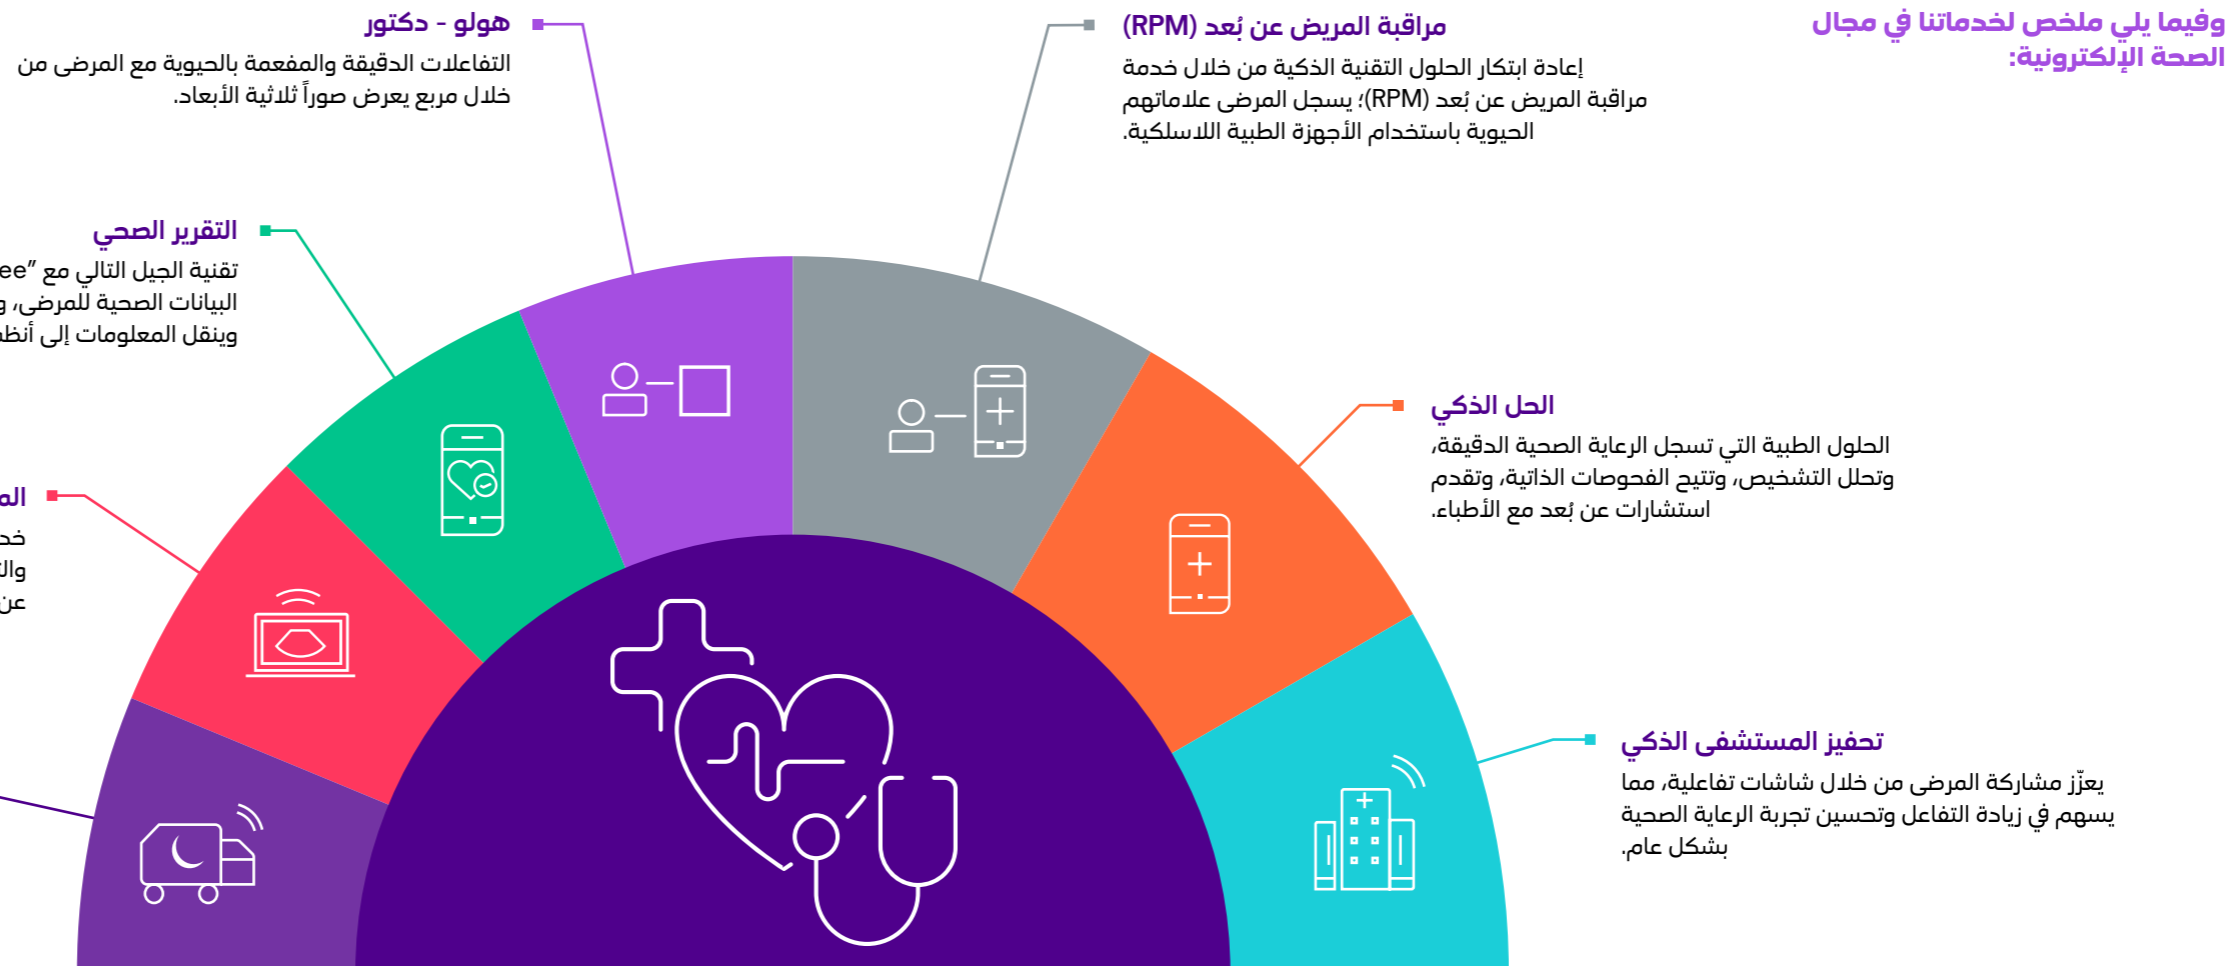 وفيما يلي ملخص لخدماتنا في مجال
الصحة الإلكترونية:
مراقبة المريض عن بُعد (RPM)
إعادة ابتكار الحلول التقنية الذكية من خلال خدمة
مراقبة المريض عن بُعد (RPM)؛ يسجل المرضى علاماتهم
الحيوية باستخدام الأجهزة الطبية اللاسلكية.
هولو - دكتور
التفاعلات الدقيقة والمفعمة بالحيوية مع المرضى من
خلال مربع يعرض صوراً ثلاثية الأبعاد.
التقرير الصحي
تقنية الجيل التالي مع
البيانات الصحية للمرضى،
وينقل المعلومات إلى
الحل الذكي
الحلول الطبية التي تسجل الرعاية الصحية الدقيقة،
وتحلل التشخيص، وتتيح الفحوصات الذاتية، وتقدم
استشارات عن بُعد مع الأطباء.
عن
تحفيز المستشفى الذكي
يعزّز مشاركة المرضى من خلال شاشات تفاعلية، مما
يسهم في زيادة التفاعل وتحسين تجربة الرعاية الصحية
بشكل عام.